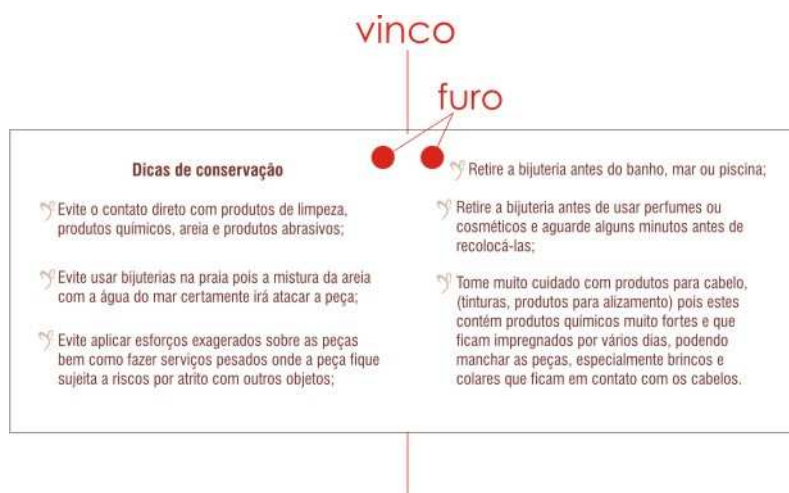 vinco
furo
Dicas de conservação
Evite o contato direto com produtos de limpeza,
produtos químicos, areia e produtos abrasivos;
Evite usar bijuterias na praia pois a mistura da areia
com a água do mar certamente irá atacar a peça;
Evite aplicar esforços exagerados sobre as peças
bem como fazer serviços pesados onde a peça fique
sujeita a riscos por atrito com outros objetos;
Retire a bijuteria antes do banho, mar ou piscina;
Retire a bijuteria antes de usar perfumes ou
cosméticos e aguarde alguns minutos antes de
recolocá-las;
Tome muito cuidado com produtos para cabelo,
(tinturas, produtos para alizamento) pois estes
contém produtos químicos muito fortes e que
ficam impregnados por vários dias, podendo
manchar as peças, especialmente brincos e
colares que ficam em contato com os cabelos.